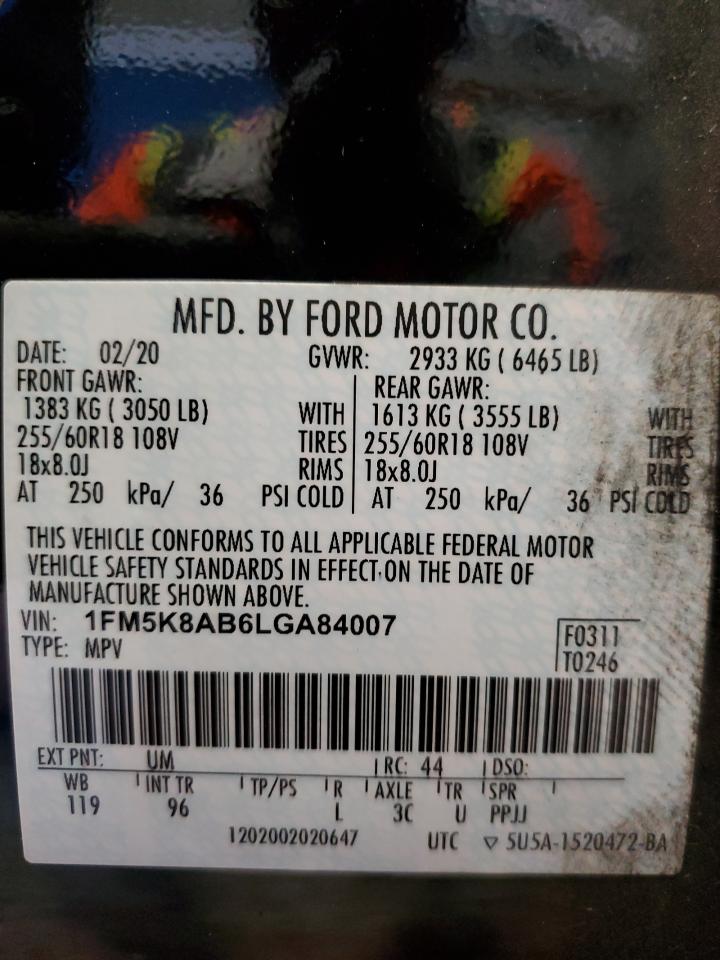 MFD. BY FORD MOTOR CO.
DATE: 02/20 GVWR: 2933 KG ( 6465 LB)
FRONT GAWR: REAR GAWR:
1383 KG ( 3050 LB) WITH 1613 KG ( 3555 LB) WITH
255/60R18 108V TIRES 255/60R18 108V TIRES
18x8.0J RIMS 18x8.0J RIMS
AT 250 kPa/ 36 PSI COLD AT 250 kPa/ 36 PSI COLD
THIS VEHICLE CONFORMS TO ALL APPLICABLE FEDERAL MOTOR
VEHICLE SAFETY STANDARDS IN EFFECT ON THE DATE OF
MANUFACTURE SHOWN ABOVE.
VIN: 1FM5K8AB6LGA84007 F0311
TYPE: MPV T0246
EXT PNT: UM RC: 44 DSO:
WB INT TR TP/PS R AXLE TR SPR
119 96 L 3C U PPJJ
1202002020647 UTC ▽ 5U5A-1520472-BA